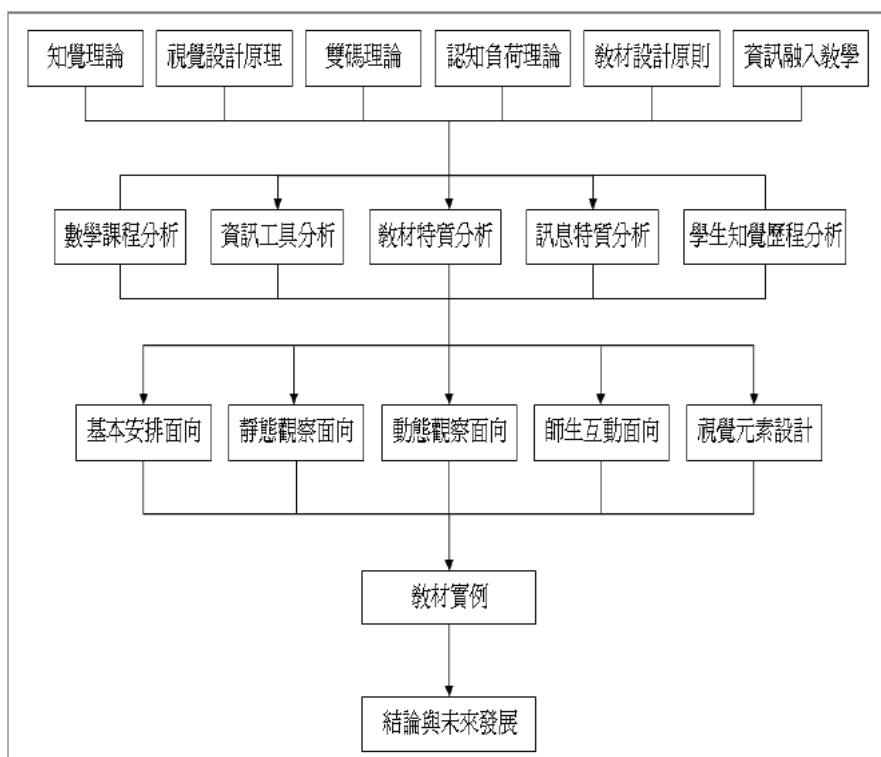 知覺理論
視覺設計原理
雙碼理論
認知負荷理論
教材設計原則
資訊融入教學
數學課程分析
資訊工具分析
教材特質分析
訊息特質分析
學生知覺歷程分析
基本安排面向
靜態觀察面向
動態觀察面向
師生互動面向
視覺元素設計
教材實例
結論與未來發展